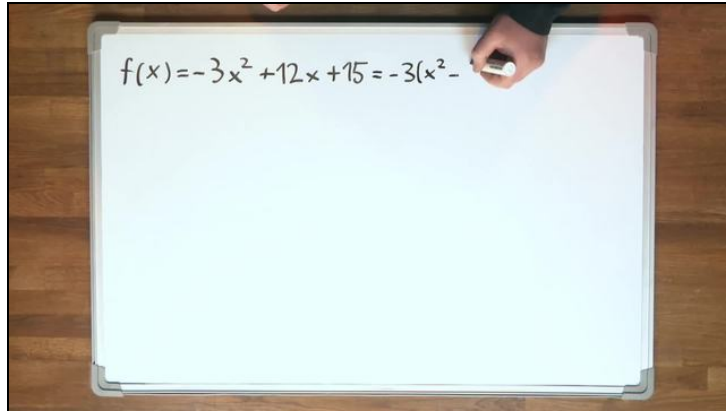 f(x) = -3x² + 12x + 15 = -3(x² -